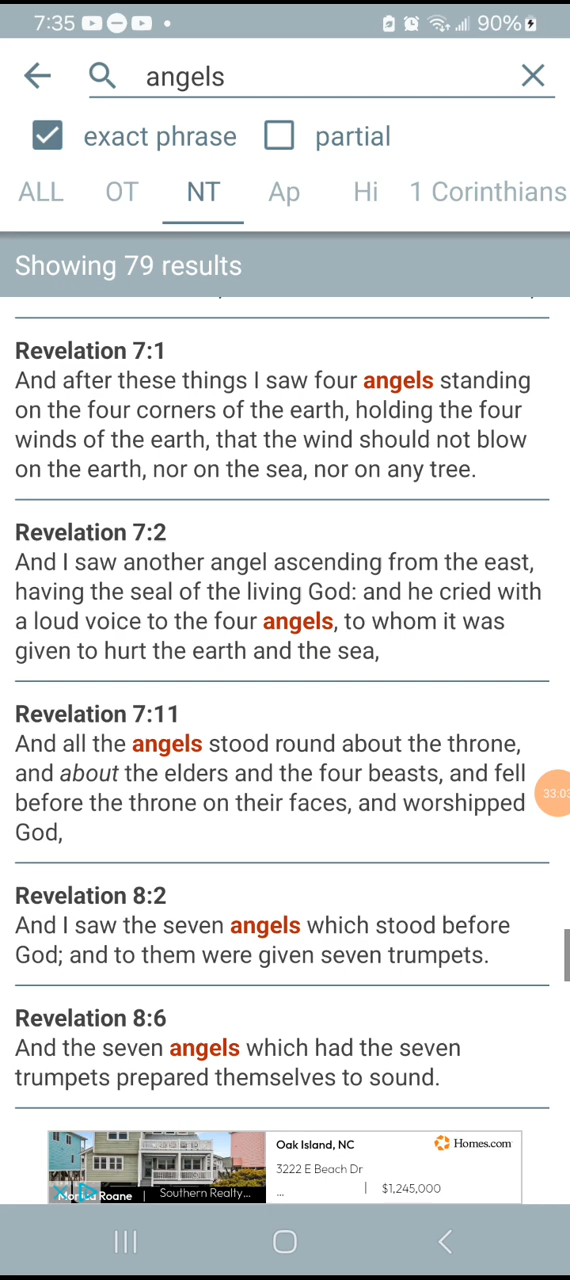 7:35 90%
angels
exact phrase partial
ALL OT NT Ap Hi 1 Corinthians
Showing 79 results
Revelation 7:1
And after these things I saw four angels standing
on the four corners of the earth, holding the four
winds of the earth, that the wind should not blow
on the earth, nor on the sea, nor on any tree.
Revelation 7:2
And I saw another angel ascending from the east,
having the seal of the living God: and he cried with
a loud voice to the four angels, to whom it was
given to hurt the earth and the sea,
Revelation 7:11
And all the angels stood round about the throne,
and about the elders and the four beasts, and fell
before the throne on their faces, and worshipped
God,
33:03
Revelation 8:2
And I saw the seven angels which stood before
God; and to them were given seven trumpets.
Revelation 8:6
And the seven angels which had the seven
trumpets prepared themselves to sound.
Oak Island, NC Homes.com
3222 E Beach Dr
... | $1,245,000
Roane | Southern Realty...